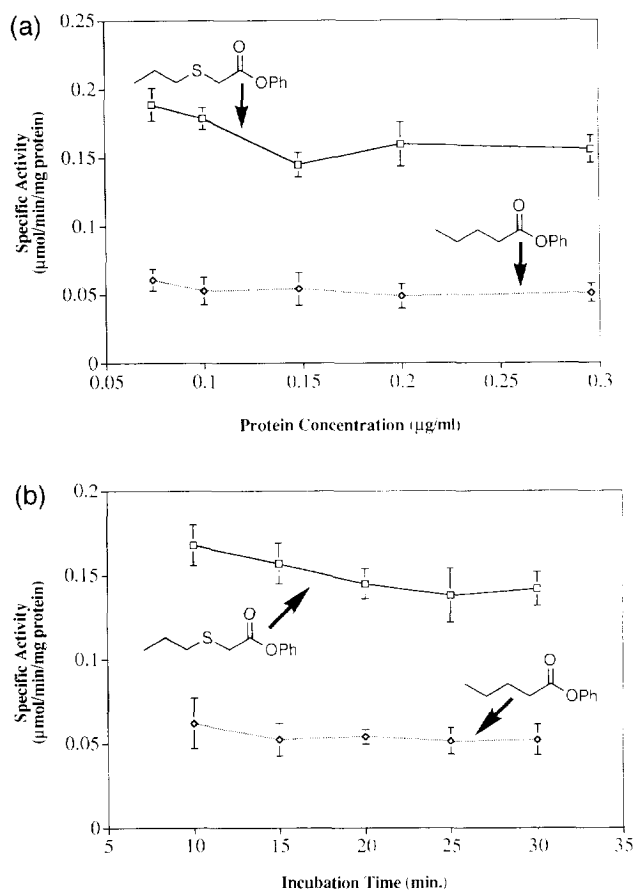 (a)
0.25
0.2
0.15
0.1
0.05
0
Specific Activity
(µmol/min/mg protein)
S
O
OPh
O
OPh
0.05
0.1
0.15
0.2
0.25
0.3
Protein Concentration (µg/ml)
(b)
0.2
0.15
0.1
0.05
0
Specific Activity
(µmol/min/mg protein)
S
O
OPh
O
OPh
5
10
15
20
25
30
35
Incubation Time (min.)